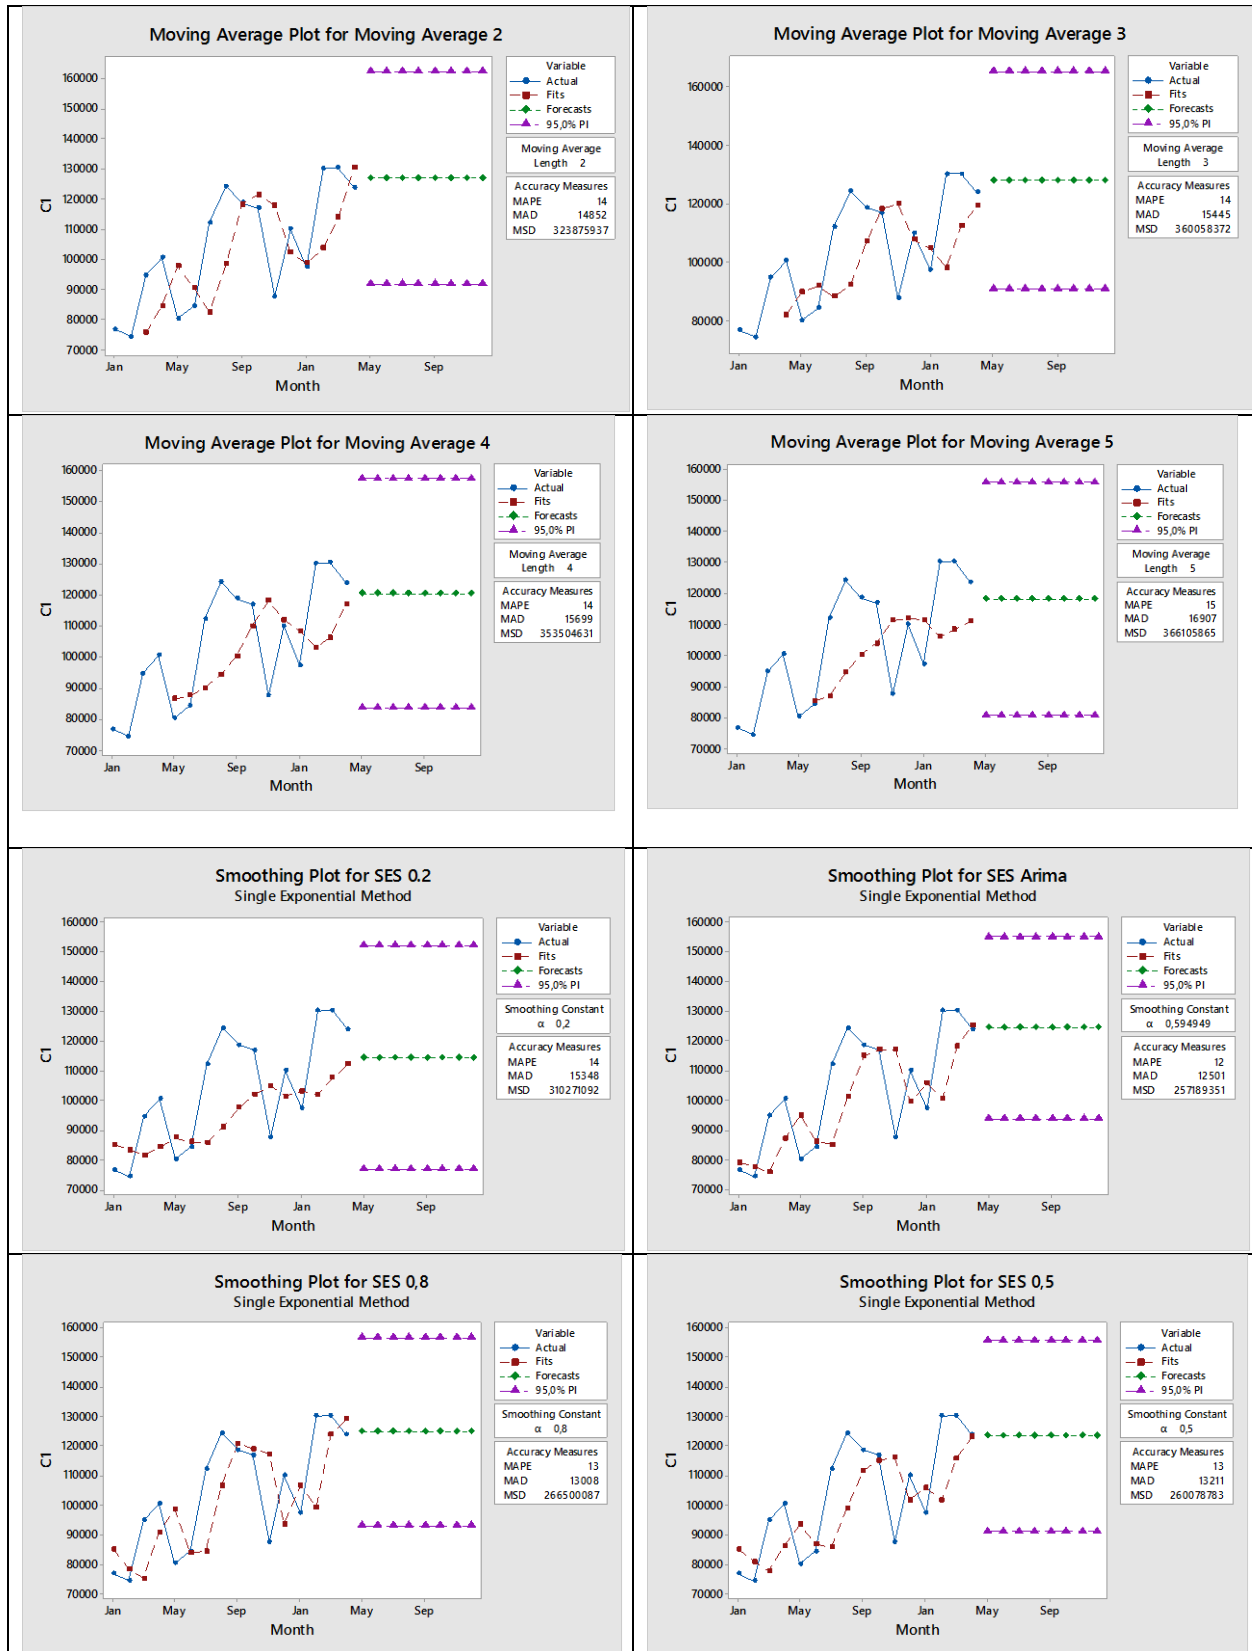 Moving Average Plot for Moving Average 2
160000
150000
140000
130000
120000
110000
100000
90000
80000
70000
C1
Jan May Sep Jan May Sep
Month
Variable
Actual
Fits
Forecasts
95,0% PI
Moving Average
Length 2
Accuracy Measures
MAPE 14
MAD 14852
MSD 323875937
Moving Average Plot for Moving Average 3
160000
140000
120000
100000
80000
C1
Jan May Sep Jan May Sep
Month
Variable
Actual
Fits
Forecasts
95,0% PI
Moving Average
Length 3
Accuracy Measures
MAPE 14
MAD 15445
MSD 360058372
Moving Average Plot for Moving Average 4
160000
150000
140000
130000
120000
110000
100000
90000
80000
70000
C1
Jan May Sep Jan May Sep
Month
Variable
Actual
Fits
Forecasts
95,0% PI
Moving Average
Length 4
Accuracy Measures
MAPE 14
MAD 15699
MSD 353504631
Moving Average Plot for Moving Average 5
160000
150000
140000
130000
120000
110000
100000
90000
80000
70000
C1
Jan May Sep Jan May Sep
Month
Variable
Actual
Fits
Forecasts
95,0% PI
Moving Average
Length 5
Accuracy Measures
MAPE 15
MAD 16907
MSD 366105865
Smoothing Plot for SES 0.2
Single Exponential Method
160000
150000
140000
130000
120000
110000
100000
90000
80000
70000
C1
Jan May Sep Jan May Sep
Month
Variable
Actual
Fits
Forecasts
95,0% PI
Smoothing Constant
α 0,2
Accuracy Measures
MAPE 14
MAD 15348
MSD 310271092
Smoothing Plot for SES Arima
Single Exponential Method
160000
150000
140000
130000
120000
110000
100000
90000
80000
70000
C1
Jan May Sep Jan May Sep
Month
Variable
Actual
Fits
Forecasts
95,0% PI
Smoothing Constant
α 0,594949
Accuracy Measures
MAPE 12
MAD 12501
MSD 257189351
Smoothing Plot for SES 0,8
Single Exponential Method
160000
150000
140000
130000
120000
110000
100000
90000
80000
70000
C1
Jan May Sep Jan May Sep
Month
Variable
Actual
Fits
Forecasts
95,0% PI
Smoothing Constant
α 0,8
Accuracy Measures
MAPE 13
MAD 13008
MSD 266500087
Smoothing Plot for SES 0,5
Single Exponential Method
160000
150000
140000
130000
120000
110000
100000
90000
80000
70000
C1
Jan May Sep Jan May Sep
Month
Variable
Actual
Fits
Forecasts
95,0% PI
Smoothing Constant
α 0,5
Accuracy Measures
MAPE 13
MAD 13211
MSD 260078783